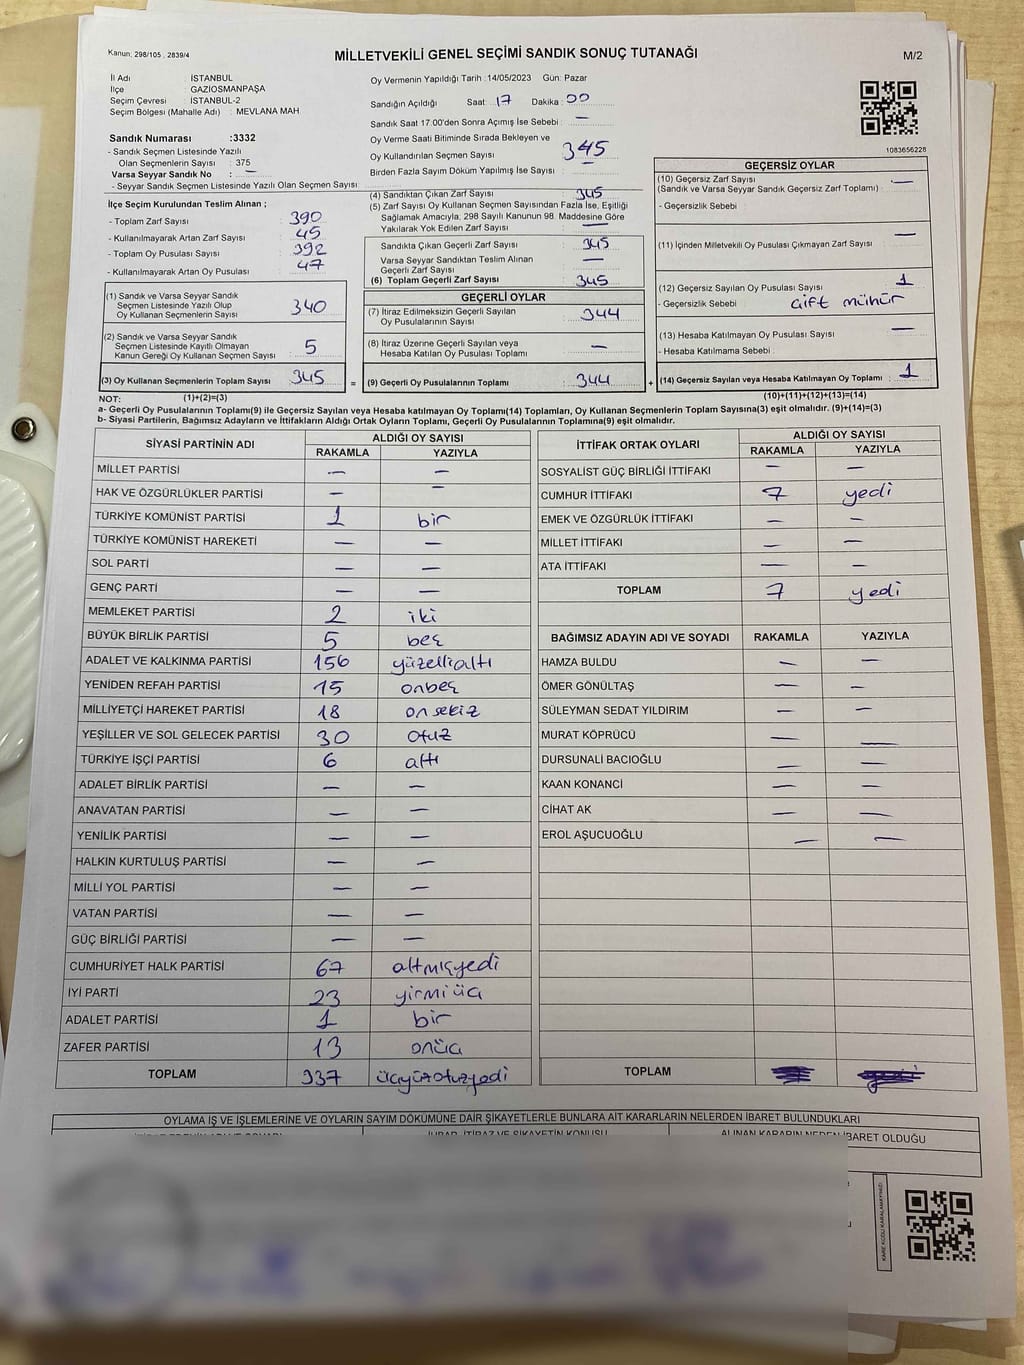 Kanun: 298/105 , 2839/4
MİLLETVEKİLİ GENEL SEÇİMİ SANDIK SONUÇ TUTANAĞI
M/2
İl Adı : İSTANBUL
İlçe : GAZİOSMANPAŞA
Seçim Çevresi : İSTANBUL-2
Seçim Bölgesi (Mahalle Adı) : MEVLANA MAH
Sandık Numarası :3332
- Sandık Seçmen Listesinde Yazılı
Olan Seçmenlerin Sayısı : 375
Varsa Seyyar Sandık No : —
- Seyyar Sandık Seçmen Listesinde Yazılı Olan Seçmen Sayısı:
İlçe Seçim Kurulundan Teslim Alınan ;
- Toplam Zarf Sayısı : 390
- Kullanılmayarak Artan Zarf Sayısı : 45
- Toplam Oy Pusulası Sayısı : 392
- Kullanılmayarak Artan Oy Pusulası : 47
Oy Vermenin Yapıldığı Tarih :14/05/2023 Gün: Pazar
Sandığın Açıldığı Saat: 17 Dakika: 00
Sandık Saat 17.00'den Sonra Açımış İse Sebebi : —
Oy Verme Saati Bitiminde Sırada Bekleyen ve
Oy Kullandırılan Seçmen Sayısı : 345
Birden Fazla Sayım Döküm Yapılmış İse Sayısı : —
(4) Sandıktan Çıkan Zarf Sayısı : 345
(5) Zarf Sayısı Oy Kullanan Seçmen Sayısından Fazla İse, Eşitliği
Sağlamak Amacıyla, 298 Sayılı Kanunun 98. Maddesine Göre
Yakılarak Yok Edilen Zarf Sayısı : —
Sandıkta Çıkan Geçerli Zarf Sayısı : 345
Varsa Seyyar Sandıktan Teslim Alınan
Geçerli Zarf Sayısı : —
(6) Toplam Geçerli Zarf Sayısı : 345
1083656228
GEÇERSİZ OYLAR
(10) Geçersiz Zarf Sayısı : —
(Sandık ve Varsa Seyyar Sandık Geçersiz Zarf Toplamı)
- Geçersizlik Sebebi :
(11) İçinden Milletvekili Oy Pusulası Çıkmayan Zarf Sayısı : —
(12) Geçersiz Sayılan Oy Pusulası Sayısı : 1
- Geçersizlik Sebebi : Çift mühür
(13) Hesaba Katılmayan Oy Pusulası Sayısı : —
- Hesaba Katılmama Sebebi :
(1) Sandık ve Varsa Seyyar Sandık
Seçmen Listesinde Yazılı Olup
Oy Kullanan Seçmenlerin Sayısı : 340
(2) Sandık ve Varsa Seyyar Sandık
Seçmen Listesinde Kayıtlı Olmayan
Kanun Gereği Oy Kullanan Seçmen Sayısı : 5
GEÇERLİ OYLAR
(7) İtiraz Edilmeksizin Geçerli Sayılan
Oy Pusulalarının Sayısı : 344
(8) İtiraz Üzerine Geçerli Sayılan veya
Hesaba Katılan Oy Pusulası Toplamı : —
(3) Oy Kullanan Seçmenlerin Toplam Sayısı : 345 = (9) Geçerli Oy Pusulalarının Toplamı : 344 + (14) Geçersiz Sayılan veya Hesaba Katılmayan Oy Toplamı : 1
NOT: (1)+(2)=(3) (10)+(11)+(12)+(13)=(14)
a- Geçerli Oy Pusulalarının Toplamı(9) ile Geçersiz Sayılan veya Hesaba katılmayan Oy Toplamı(14) Toplamları, Oy Kullanan Seçmenlerin Toplam Sayısına(3) eşit olmalıdır. (9)+(14)=(3)
b- Siyasi Partilerin, Bağımsız Adayların ve İttifakların Aldığı Ortak Oyların Toplamı, Geçerli Oy Pusulalarının Toplamına(9) eşit olmalıdır.
SİYASİ PARTİNİN ADI ALDIĞI OY SAYISI
RAKAMLA YAZIYLA
MİLLET PARTİSİ — —
HAK VE ÖZGÜRLÜKLER PARTİSİ — —
TÜRKİYE KOMÜNİST PARTİSİ 1 bir
TÜRKİYE KOMÜNİST HAREKETİ — —
SOL PARTİ — —
GENÇ PARTİ — —
MEMLEKET PARTİSİ 2 iki
BÜYÜK BİRLİK PARTİSİ 5 beş
ADALET VE KALKINMA PARTİSİ 156 yüzellialtı
YENİDEN REFAH PARTİSİ 15 onbeş
MİLLİYETÇİ HAREKET PARTİSİ 18 onsekiz
YEŞİLLER VE SOL GELECEK PARTİSİ 30 otuz
TÜRKİYE İŞÇİ PARTİSİ 6 altı
ADALET BİRLİK PARTİSİ — —
ANAVATAN PARTİSİ — —
YENİLİK PARTİSİ — —
HALKIN KURTULUŞ PARTİSİ — —
MİLLİ YOL PARTİSİ — —
VATAN PARTİSİ — —
GÜÇ BİRLİĞİ PARTİSİ — —
CUMHURİYET HALK PARTİSİ 67 altmışyedi
İYİ PARTİ 23 yirmiüç
ADALET PARTİSİ 1 bir
ZAFER PARTİSİ 13 onüç
TOPLAM 337 üçyüzotuzyedi
İTTİFAK ORTAK OYLARI ALDIĞI OY SAYISI
RAKAMLA YAZIYLA
SOSYALİST GÜÇ BİRLİĞİ İTTİFAKI — —
CUMHUR İTTİFAKI 7 yedi
EMEK VE ÖZGÜRLÜK İTTİFAKI — —
MİLLET İTTİFAKI — —
ATA İTTİFAKI — —
TOPLAM 7 yedi
BAĞIMSIZ ADAYIN ADI VE SOYADI RAKAMLA YAZIYLA
HAMZA BULDU — —
ÖMER GÖNÜLTAŞ — —
SÜLEYMAN SEDAT YILDIRIM — —
MURAT KÖPRÜCÜ — —
DURSUNALİ BACIOĞLU — —
KAAN KONANCİ — —
CİHAT AK — —
EROL AŞUCUOĞLU — —
TOPLAM
OYLAMA İŞ VE İŞLEMLERİNE VE OYLARIN SAYIM DÖKÜMÜNE DAİR ŞİKAYETLERLE BUNLARA AİT KARARLARIN NELERDEN İBARET BULUNDUKLARI
İHBAR, İTİRAZ VE ŞİKAYETİN KONUSU ALINAN KARARIN NEDEN İBARET OLDUĞU